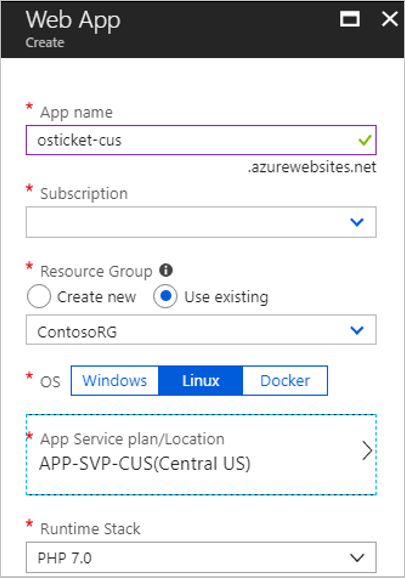 Web App
Create
* App name
osticket-cus
.azurewebsites.net
* Subscription
* Resource Group
Create new Use existing
ContosoRG
* OS Windows Linux Docker
* App Service plan/Location
APP-SVP-CUS(Central US)
* Runtime Stack
PHP 7.0